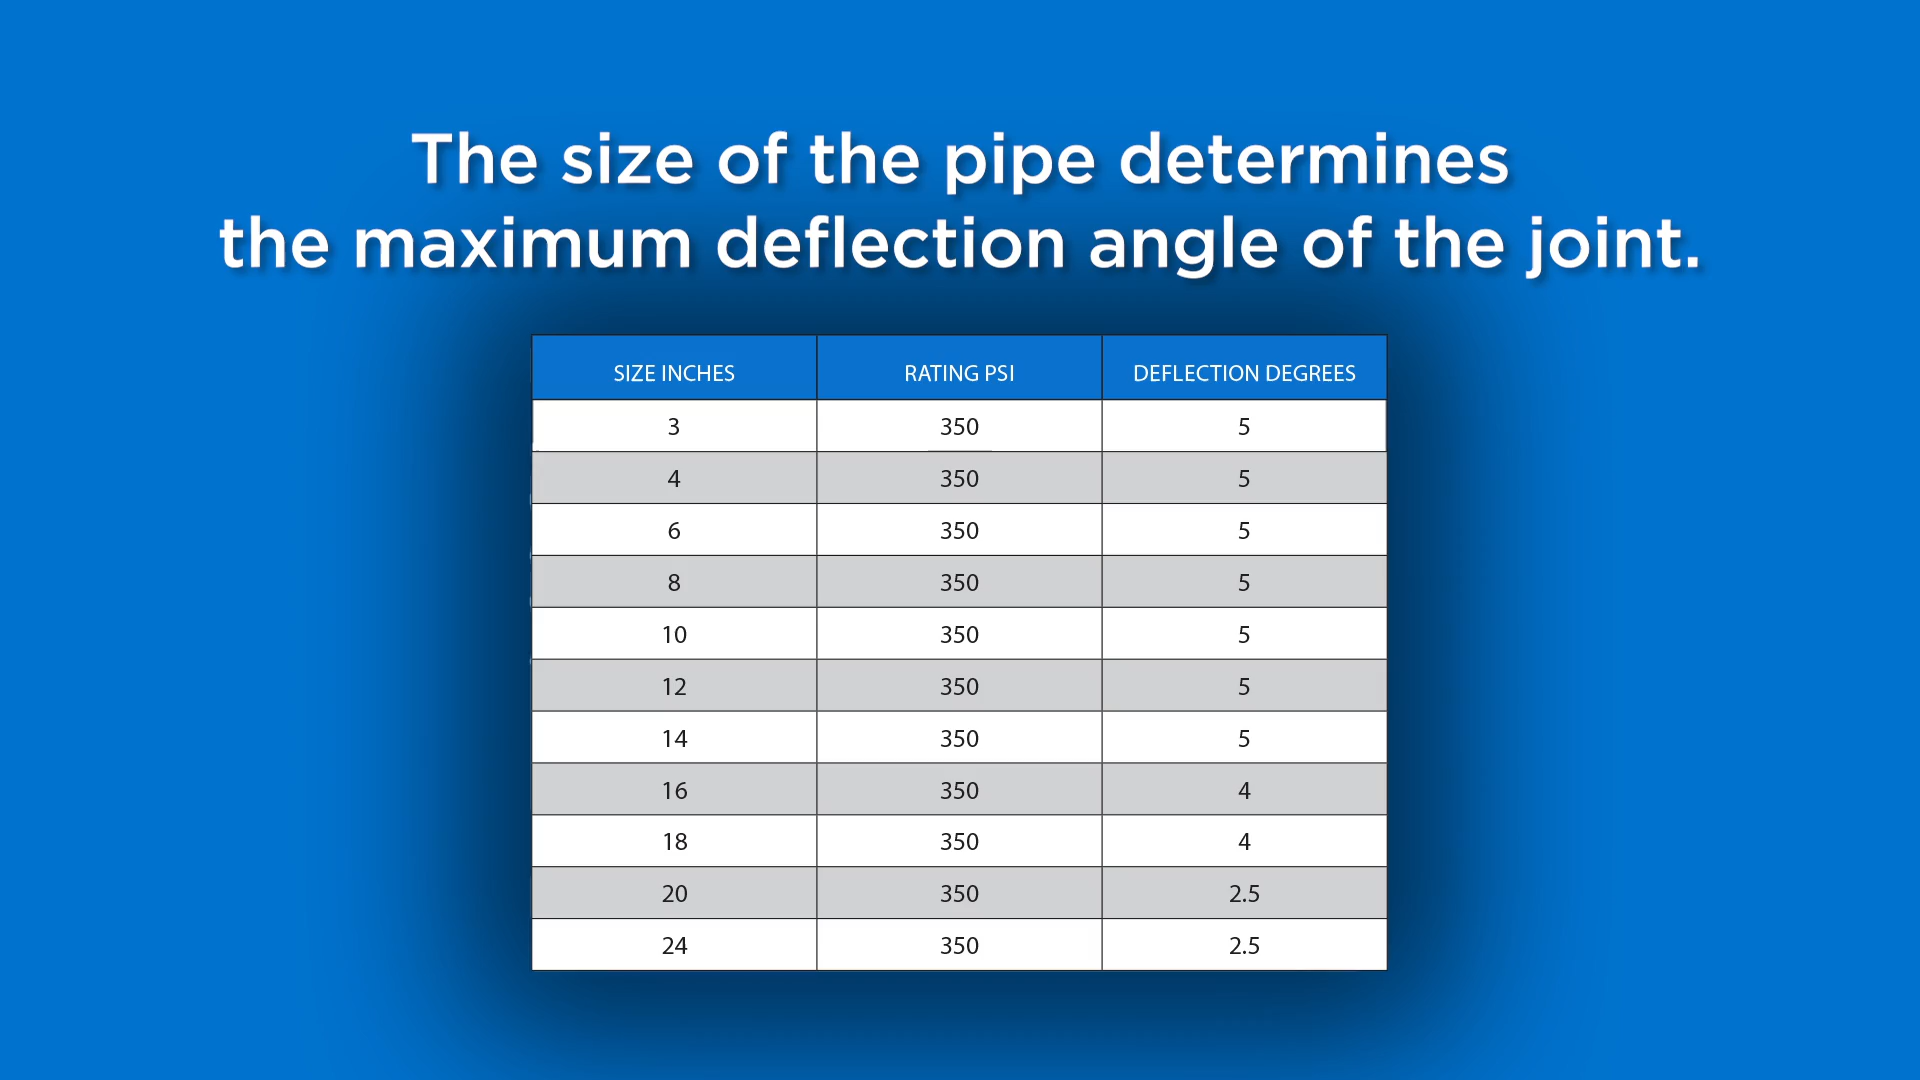 The size of the pipe determines
the maximum deflection angle of the joint.
SIZE INCHES RATING PSI DEFLECTION DEGREES
3 350 5
4 350 5
6 350 5
8 350 5
10 350 5
12 350 5
14 350 5
16 350 4
18 350 4
20 350 2.5
24 350 2.5